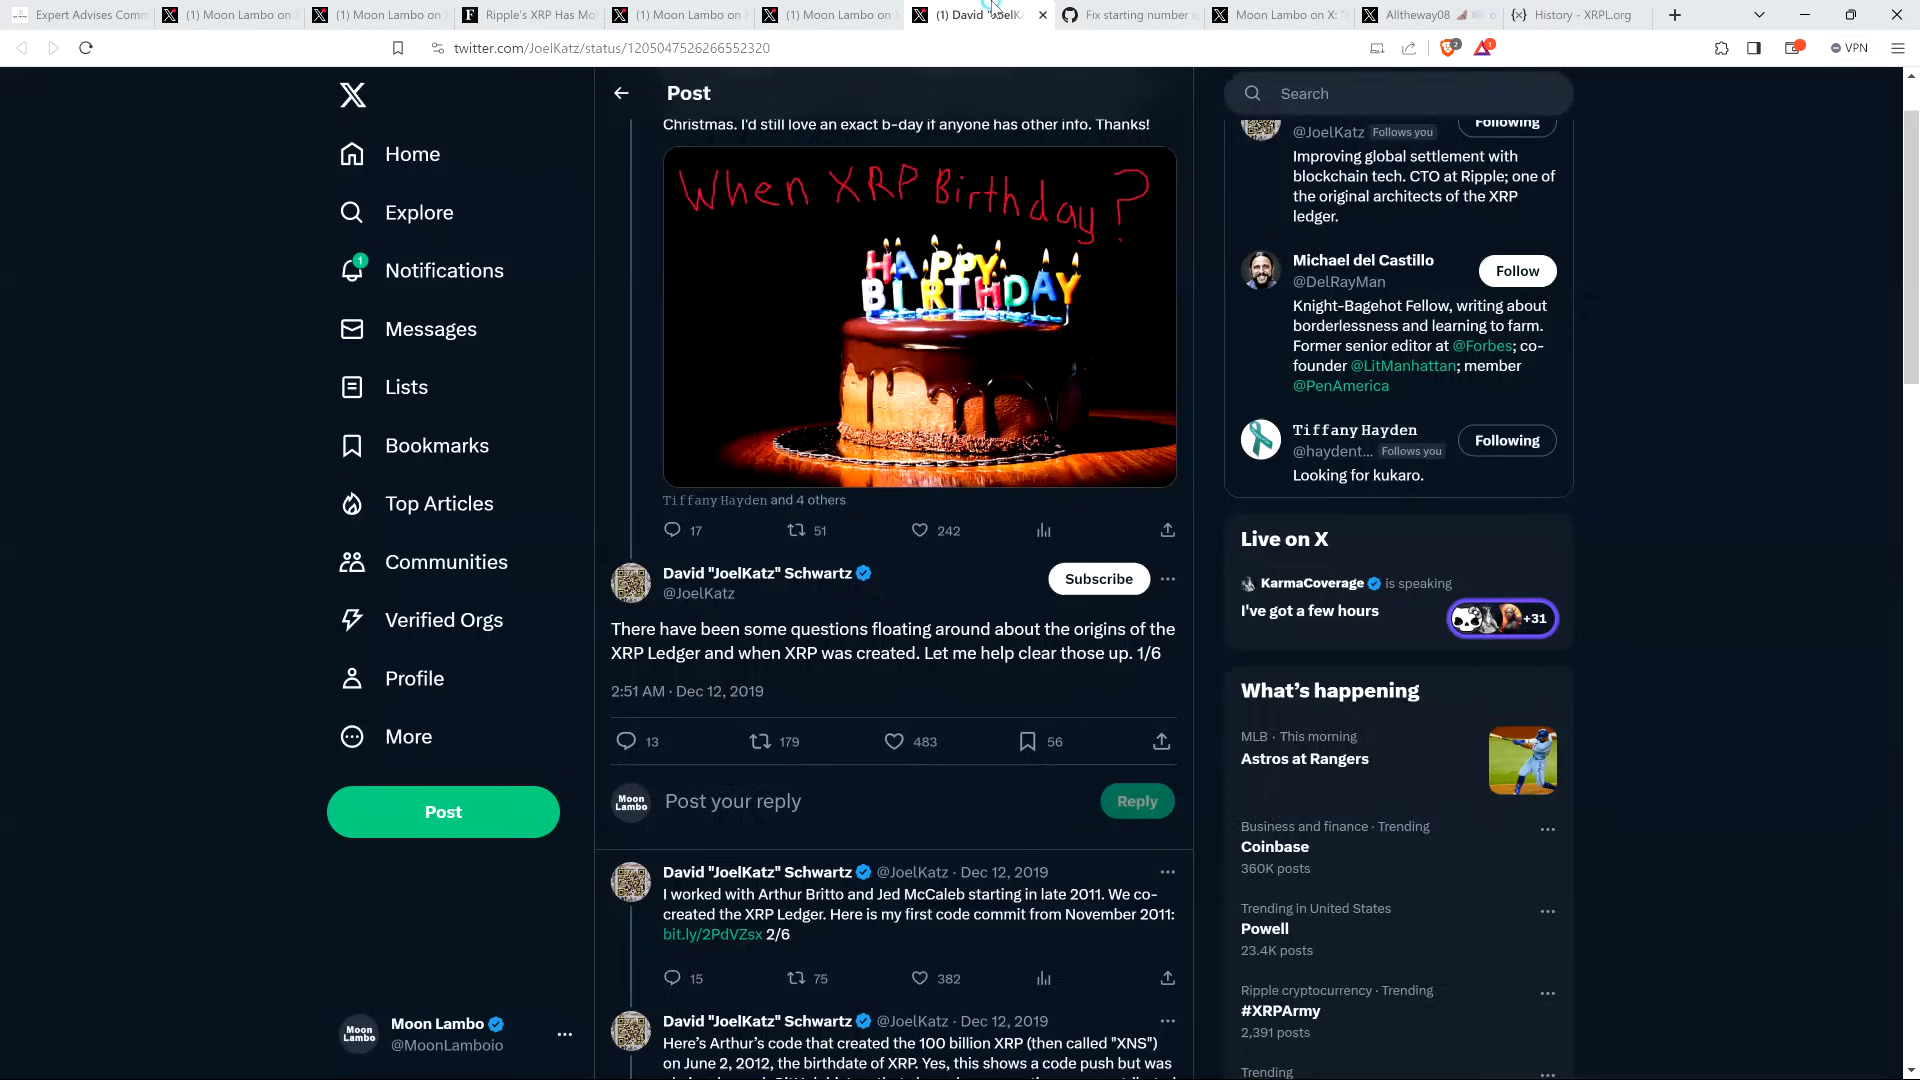 Expert Advises Comm
(1) Moon Lambo on X
(1) Moon Lambo on X
Ripple's XRP Has Mo
(1) Moon Lambo on X
(1) Moon Lambo on X
(1) David "JoelKa
Fix starting number o
Moon Lambo on X: "
Alltheway08
History - XRPL.org
twitter.com/JoelKatz/status/1205047526266552320
2
1
VPN
Home
Explore
1
Notifications
Messages
Lists
Bookmarks
Top Articles
Communities
Verified Orgs
Profile
More
Post
Moon Lambo
Moon Lambo
@MoonLamboio
Post
Christmas. I'd still love an exact b-day if anyone has other info. Thanks!
When XRP Birthday?
HAPPY
BIRTHDAY
Tiffany Hayden and 4 others
17 51 242
David "JoelKatz" Schwartz
@JoelKatz
Subscribe
There have been some questions floating around about the origins of the
XRP Ledger and when XRP was created. Let me help clear those up. 1/6
2:51 AM · Dec 12, 2019
13 179 483 56
Moon Lambo
Post your reply
Reply
David "JoelKatz" Schwartz @JoelKatz · Dec 12, 2019
I worked with Arthur Britto and Jed McCaleb starting in late 2011. We co-
created the XRP Ledger. Here is my first code commit from November 2011:
bit.ly/2PdVZsx 2/6
15 75 382
David "JoelKatz" Schwartz @JoelKatz · Dec 12, 2019
Here's Arthur's code that created the 100 billion XRP (then called "XNS")
on June 2, 2012, the birthdate of XRP. Yes, this shows a code push but was
Search
@JoelKatz Follows you
Following
Improving global settlement with
blockchain tech. CTO at Ripple; one of
the original architects of the XRP
ledger.
Michael del Castillo
@DelRayMan
Follow
Knight-Bagehot Fellow, writing about
borderlessness and learning to farm.
Former senior editor at @Forbes; co-
founder @LitManhattan; member
@PenAmerica
Tiffany Hayden
@haydent... Follows you
Following
Looking for kukaro.
Live on X
KarmaCoverage is speaking
I've got a few hours
+31
What's happening
MLB · This morning
Astros at Rangers
Business and finance · Trending
Coinbase
360K posts
Trending in United States
Powell
23.4K posts
Ripple cryptocurrency · Trending
#XRPArmy
2,391 posts
Trending